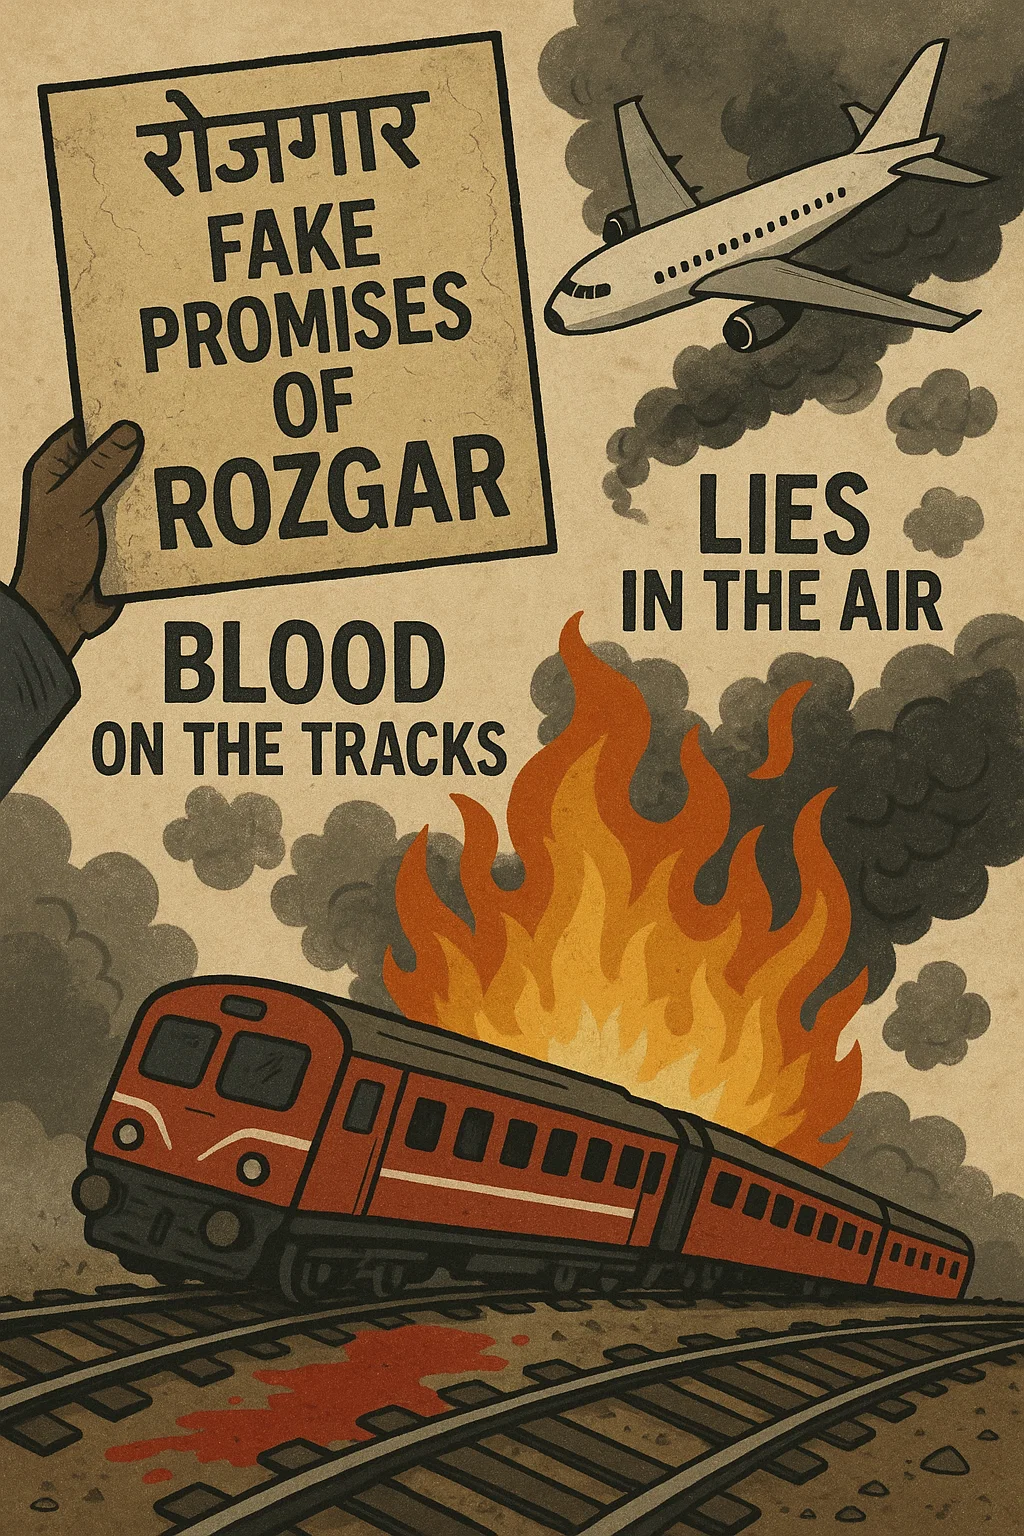 रोजगार
FAKE
PROMISES
OF
ROZGAR
LIES
IN THE AIR
BLOOD
ON THE TRACKS